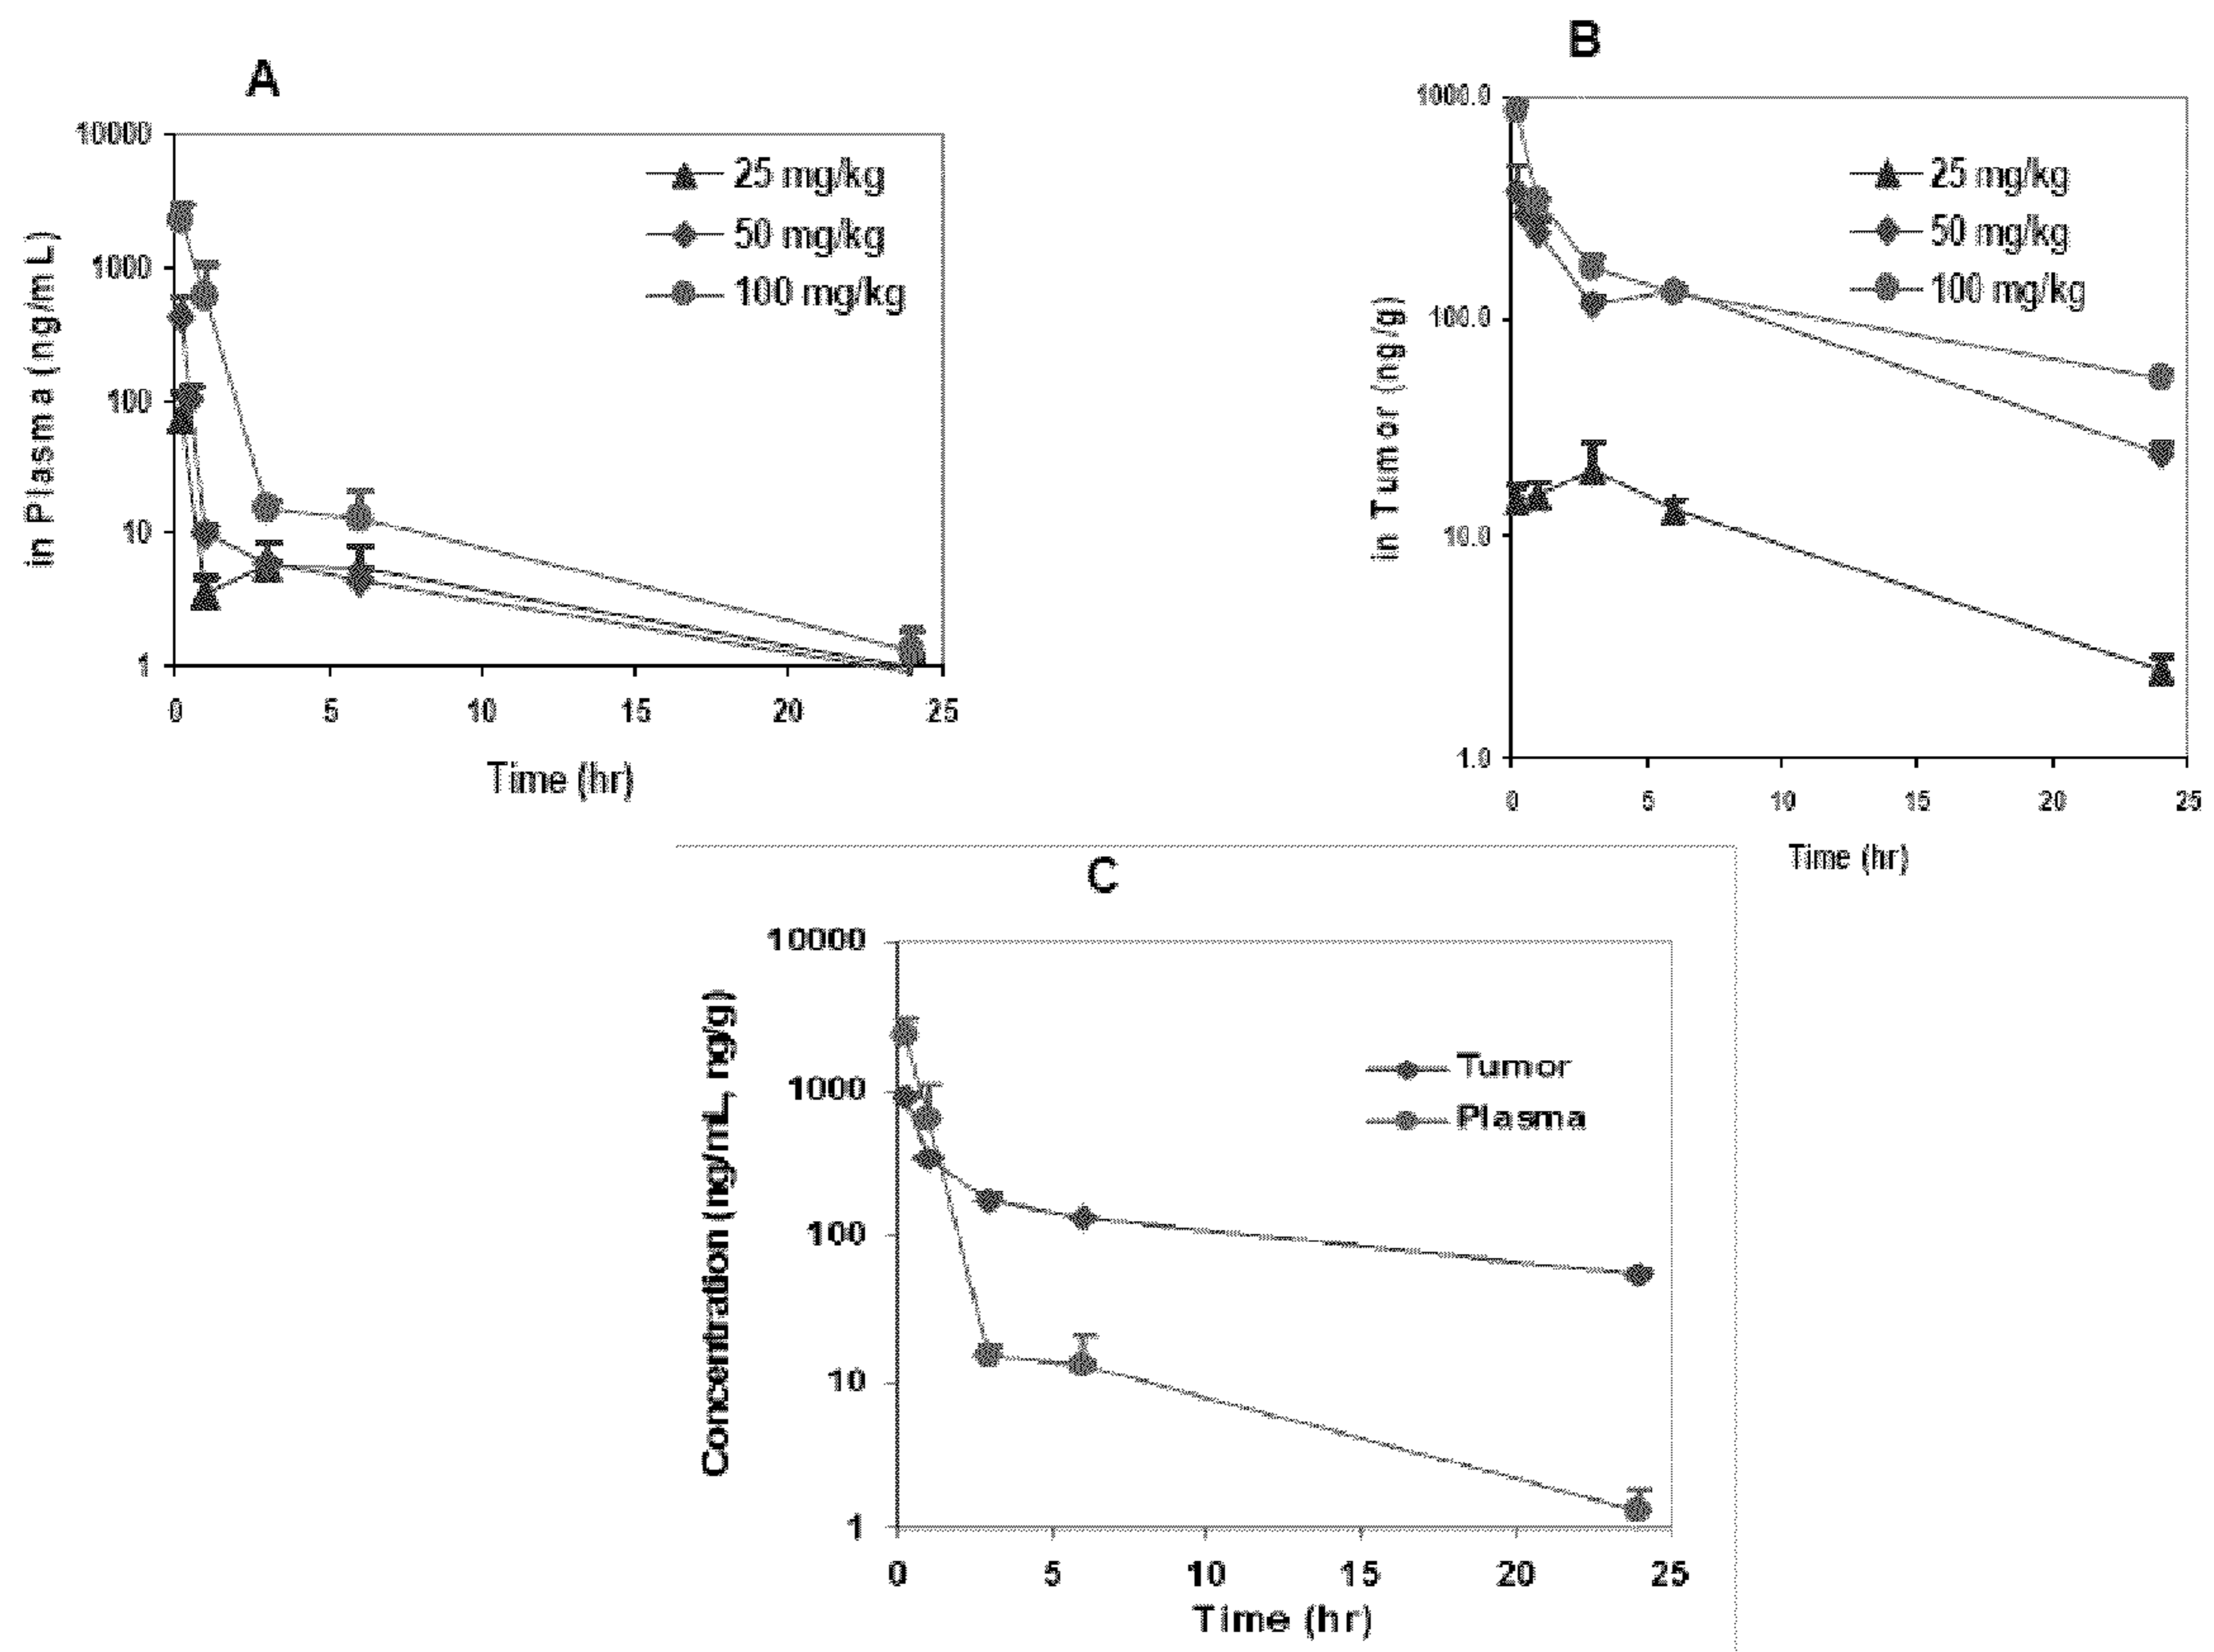 A
in Plasma (ng/mL)
10000
1000
100
10
1
25 mg/kg
50 mg/kg
100 mg/kg
0 5 10 15 20 25
Time (hr)
B
in Tumor (ng/g)
1000.0
100.0
10.0
1.0
25 mg/kg
50 mg/kg
100 mg/kg
0 5 10 15 20 25
Time (hr)
C
Concentration (ng/mL, ng/g)
10000
1000
100
10
1
Tumor
Plasma
0 5 10 15 20 25
Time (hr)